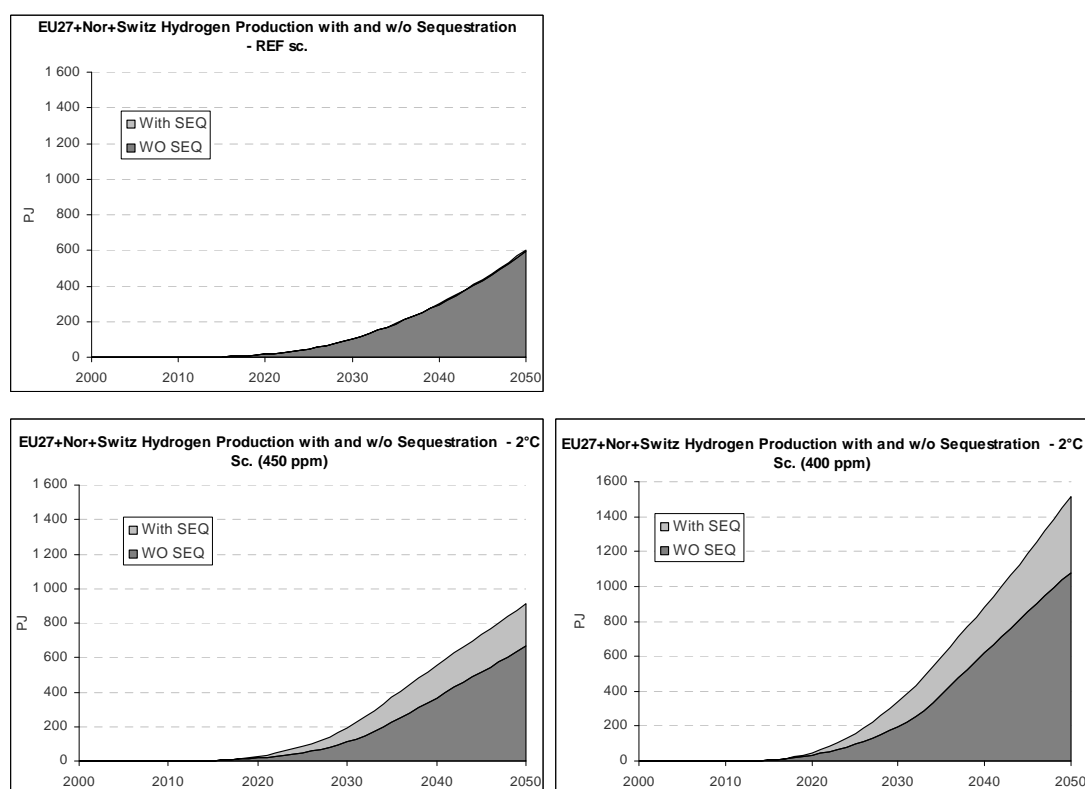 EU27+Nor+Switz Hydrogen Production with and w/o Sequestration
- REF sc.
1 600
1 400
1 200
1 000
800
600
400
200
0
PJ
With SEQ
WO SEQ
2000 2010 2020 2030 2040 2050
EU27+Nor+Switz Hydrogen Production with and w/o Sequestration - 2°C
Sc. (450 ppm)
1 600
1 400
1 200
1 000
800
600
400
200
0
PJ
With SEQ
WO SEQ
2000 2010 2020 2030 2040 2050
EU27+Nor+Switz Hydrogen Production with and w/o Sequestration - 2°C
Sc. (400 ppm)
1600
1400
1200
1000
800
600
400
200
0
PJ
With SEQ
WO SEQ
2000 2010 2020 2030 2040 2050